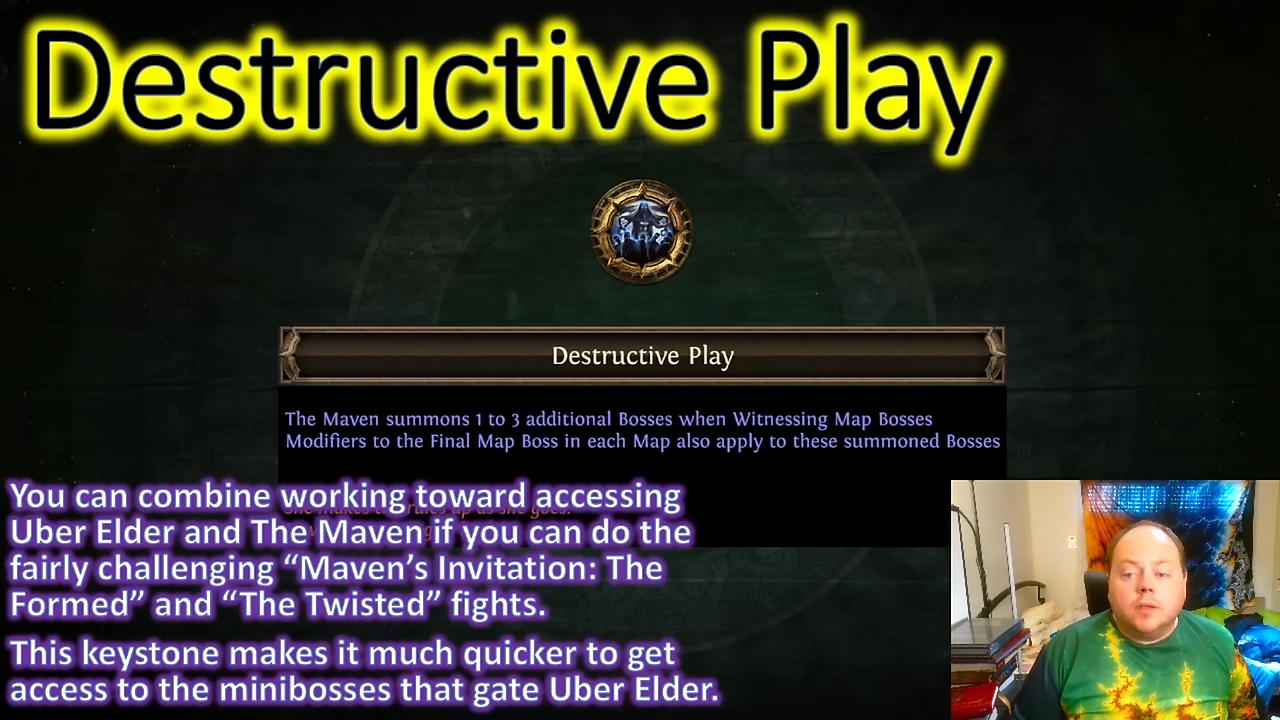 Destructive Play
Destructive Play
The Maven summons 1 to 3 additional Bosses when Witnessing Map Bosses
Modifiers to the Final Map Boss in each Map also apply to these summoned Bosses
You can combine working toward accessing
Uber Elder and The Maven if you can do the
fairly challenging “Maven’s Invitation: The
Formed” and “The Twisted” fights.
This keystone makes it much quicker to get
access to the minibosses that gate Uber Elder.